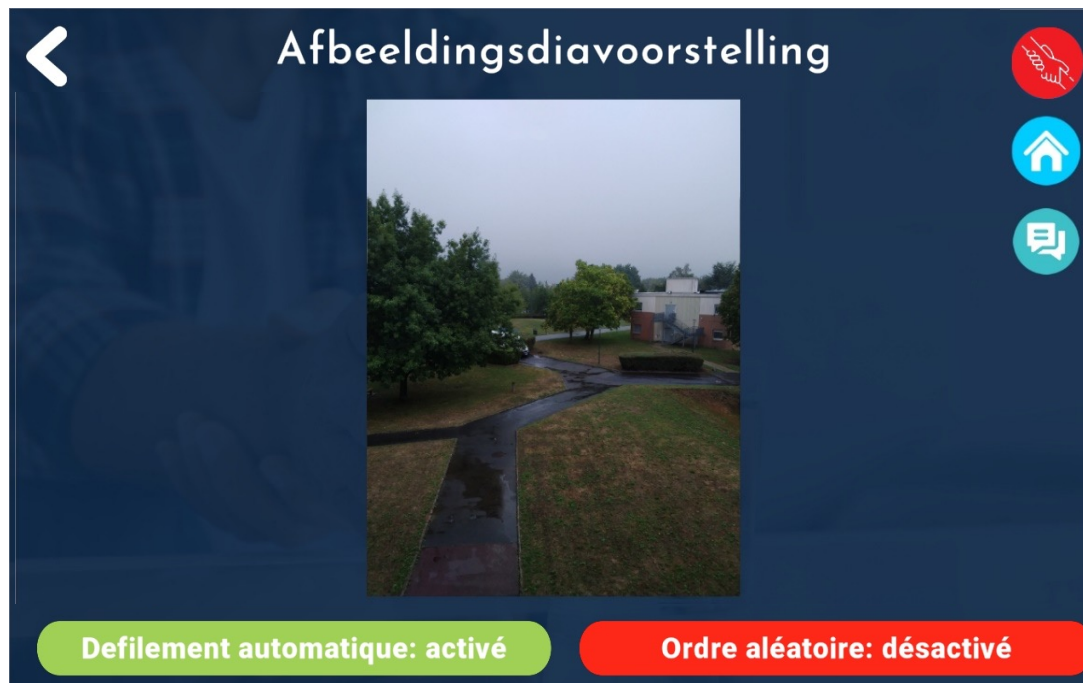 Afbeeldingsdiavoorstelling
Defilement automatique: activé
Ordre aléatoire: désactivé